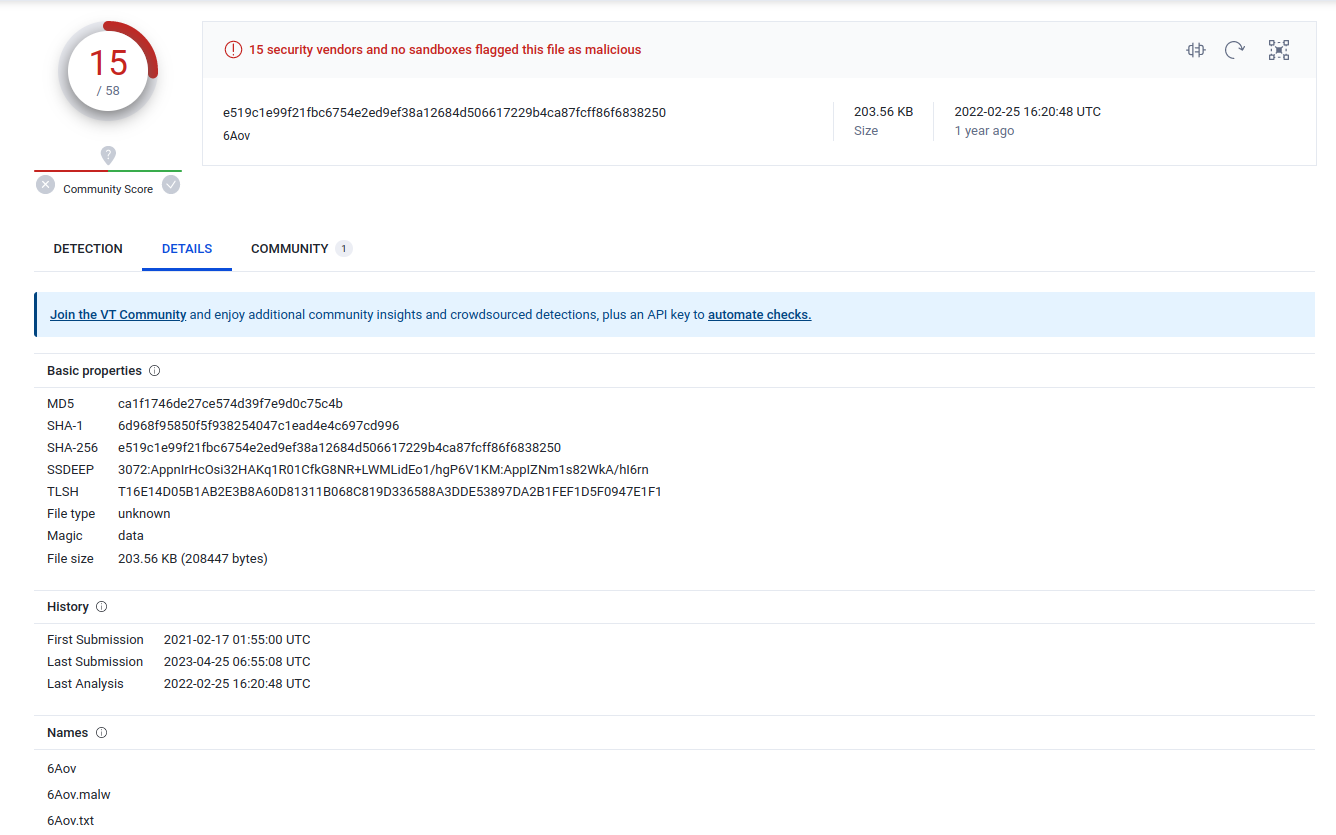 15
/ 58
15 security vendors and no sandboxes flagged this file as malicious
e519c1e99f21fbc6754e2ed9ef38a12684d506617229b4ca87fcff86f6838250
6Aov
203.56 KB
Size
2022-02-25 16:20:48 UTC
1 year ago
?
Community Score
DETECTION DETAILS COMMUNITY 1
Join the VT Community and enjoy additional community insights and crowdsourced detections, plus an API key to automate checks.
Basic properties
MD5 ca1f1746de27ce574d39f7e9d0c75c4b
SHA-1 6d968f95850f5f938254047c1ead4e4c697cd996
SHA-256 e519c1e99f21fbc6754e2ed9ef38a12684d506617229b4ca87fcff86f6838250
SSDEEP 3072:AppnIrHcOsi32HAKq1R01CfkG8NR+LWMLidEo1/hgP6V1KM:AppIZNm1s82WkA/hI6rn
TLSH T16E14D05B1AB2E3B8A60D81311B068C819D336588A3DDE53897DA2B1FEF1D5F0947E1F1
File type unknown
Magic data
File size 203.56 KB (208447 bytes)
History
First Submission 2021-02-17 01:55:00 UTC
Last Submission 2023-04-25 06:55:08 UTC
Last Analysis 2022-02-25 16:20:48 UTC
Names
6Aov
6Aov.malw
6Aov.txt